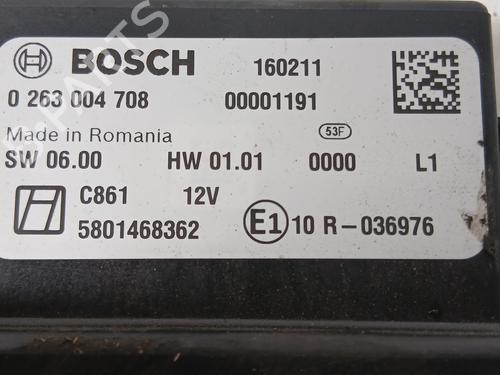 BOSCH 160211
0 263 004 708 00001191
Made in Romania 53F
SW 06.00 HW 01.01 0000 L1
C861 12V
5801468362 E1 10 R-036976